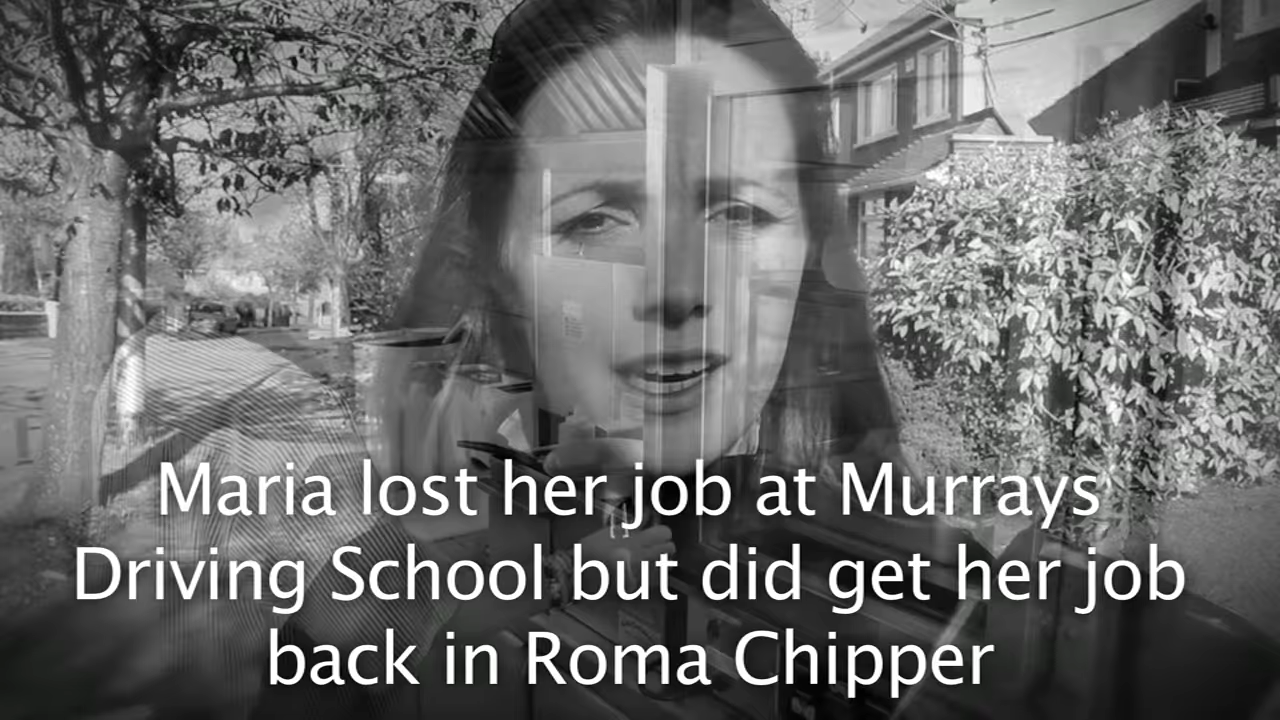 Maria lost her job at Murrays
Driving School but did get her job
back in Roma Chipper